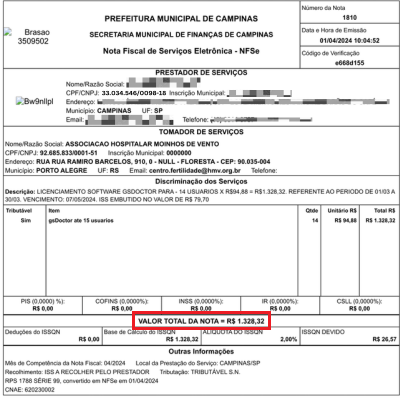 Número da Nota
1810
Brasao
3509502
PREFEITURA MUNICIPAL DE CAMPINAS
SECRETARIA MUNICIPAL DE FINANÇAS DE CAMPINAS
Nota Fiscal de Serviços Eletrônica - NFSe
Data e Hora de Emissão
01/04/2024 10:04:52
Código de Verificação
e668d155
PRESTADOR DE SERVIÇOS
Nome/Razão Social:
CPF/CNPJ: 33.034.546/0098-18 Inscrição Municipal:
Bw9nlIpl
Endereço:
Município: CAMPINAS UF: SP
Email: Telefone:
TOMADOR DE SERVIÇOS
Nome/Razão Social: ASSOCIACAO HOSPITALAR MOINHOS DE VENTO
CPF/CNPJ: 92.685.833/0001-51 Inscrição Municipal: 0000000
Endereço: RUA RUA RAMIRO BARCELOS, 910, 0 - NULL - FLORESTA - CEP: 90.035-004
Município: PORTO ALEGRE UF: RS Email: centro.fertilidade@hmv.org.br Telefone:
Discriminação dos Serviços
Descrição: LICENCIAMENTO SOFTWARE GSDOCTOR PARA - 14 USUARIOS X R$94,88 = R$1.328,32. REFERENTE AO PERIODO DE 01/03 A
30/03. VENCIMENTO: 07/05/2024. ISS EMBUTIDO NO VALOR DE R$ 79,70
Tributável Item Qtde Unitário R$ Total R$
Sim gsDoctor ate 15 usuarios 14 R$ 94,88 R$ 1.328,32
PIS (0,0000) %): COFINS (0,0000) %): INSS (0,0000) %): IR (0,0000) %): CSLL (0,0000) %):
R$ 0,00 R$ 0,00 R$ 0,00 R$ 0,00 R$ 0,00
VALOR TOTAL DA NOTA = R$ 1.328,32
Deduções do ISSQN Base de Cálculo do ISSQN ALIQUOTA DO ISSQN ISSQN DEVIDO
R$ 0,00 R$ 1.328,32 2,00% R$ 26,57
Outras Informações
Mês de Competência da Nota Fiscal: 04/2024 Local da Prestação do Serviço: CAMPINAS/SP
Recolhimento: ISS A RECOLHER PELO PRESTADOR Tributação: TRIBUTÁVEL S.N.
RPS 1788 SÉRIE 99, convertido em NFSe em 01/04/2024
CNAE: 620230002